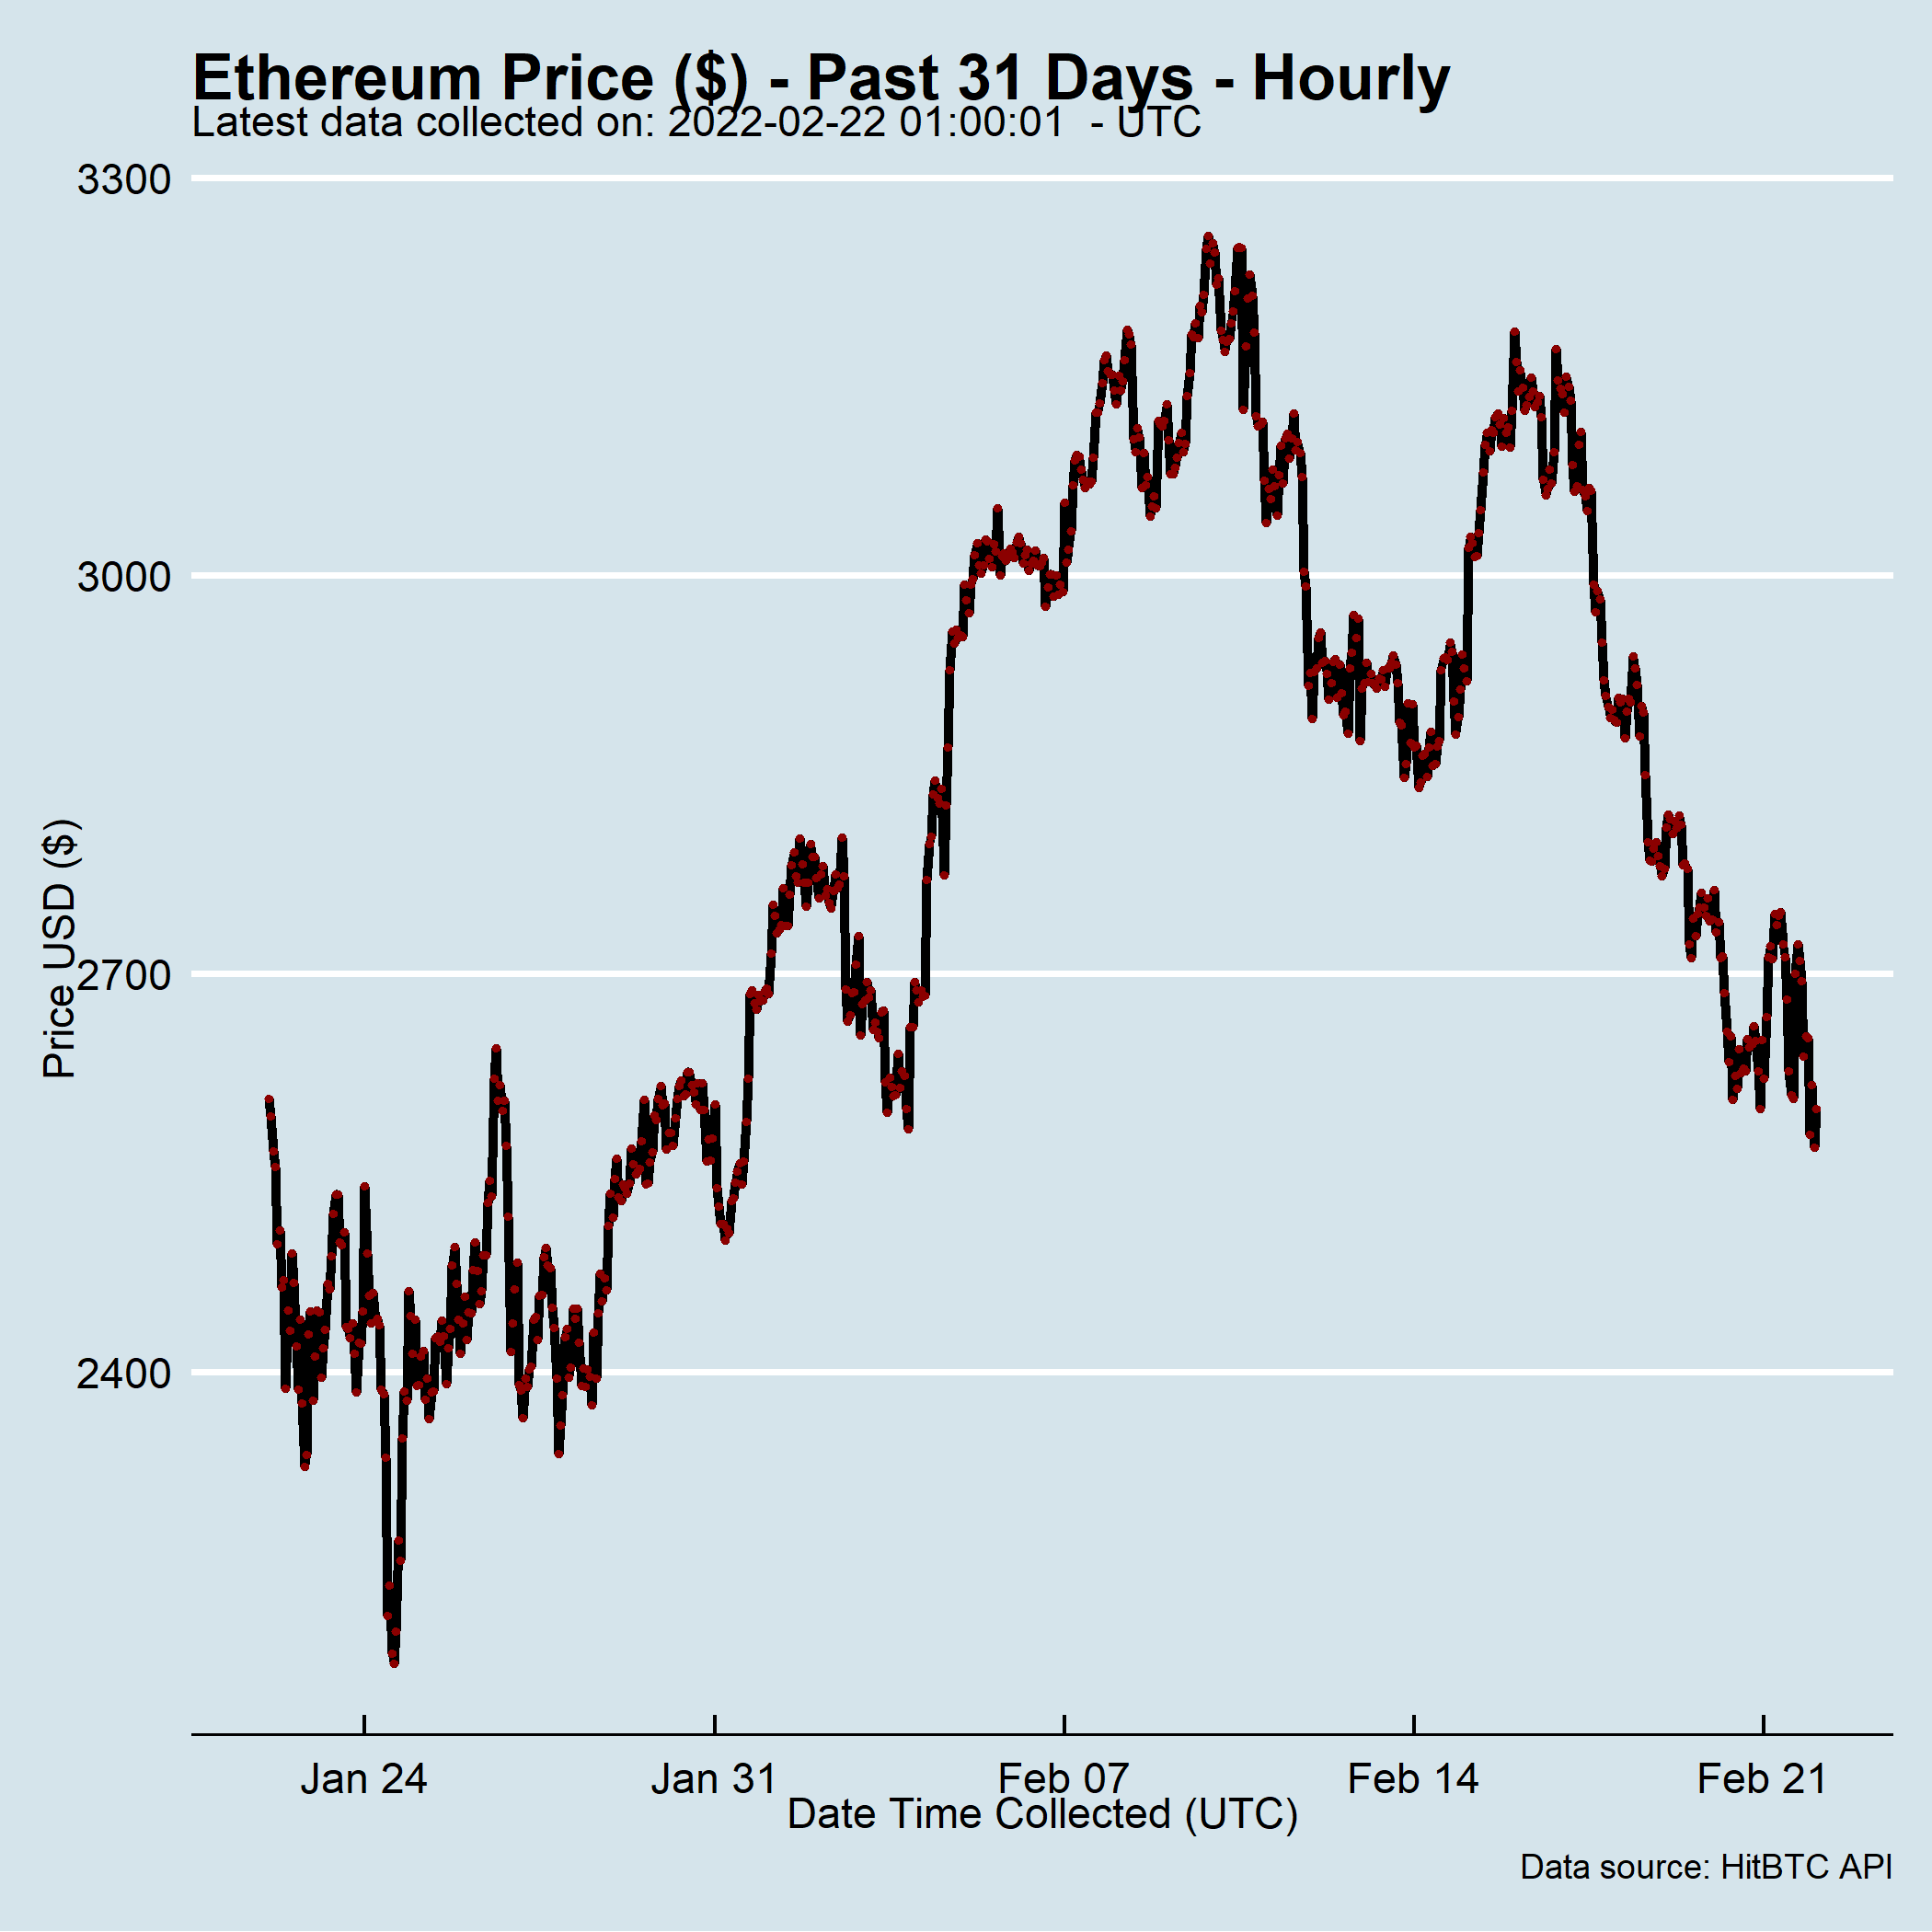 Ethereum Price ($) - Past 31 Days - Hourly
Latest data collected on: 2022-02-22 01:00:01  - UTC
3300
3000
2700
2400
Price USD ($)
Jan 24
Jan 31
Feb 07
Feb 14
Feb 21
Date Time Collected (UTC)
Data source: HitBTC API